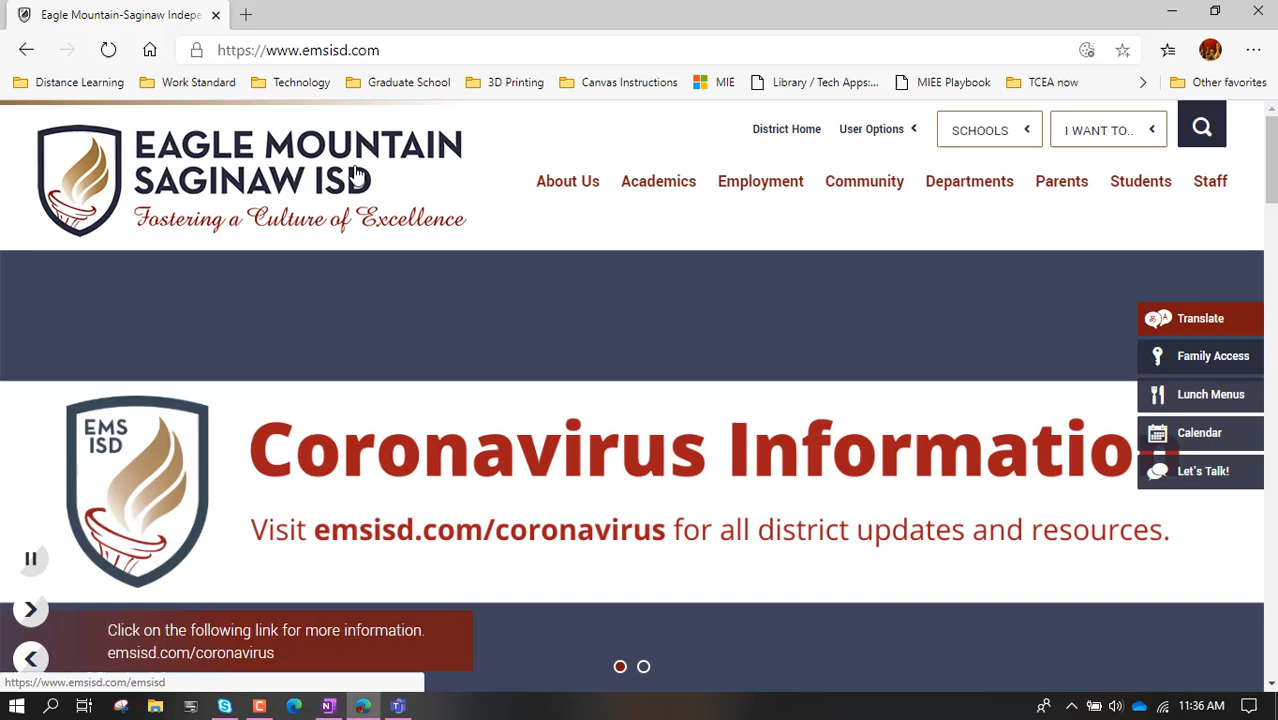 Eagle Mountain-Saginaw Indepe
https://www.emsisd.com
Distance Learning
Work Standard
Technology
Graduate School
3D Printing
Canvas Instructions
MIE
Library / Tech Apps:...
MIEE Playbook
TCEA now
Other favorites
EAGLE MOUNTAIN
SAGINAW ISD
Fostering a Culture of Excellence
District Home
User Options
SCHOOLS
I WANT TO..
About Us
Academics
Employment
Community
Departments
Parents
Students
Staff
Translate
Family Access
Lunch Menus
Calendar
Let's Talk!
EMS
ISD
Coronavirus Information
Visit emsisd.com/coronavirus for all district updates and resources.
Click on the following link for more information.
emsisd.com/coronavirus
https://www.emsisd.com/emsisd
11:36 AM